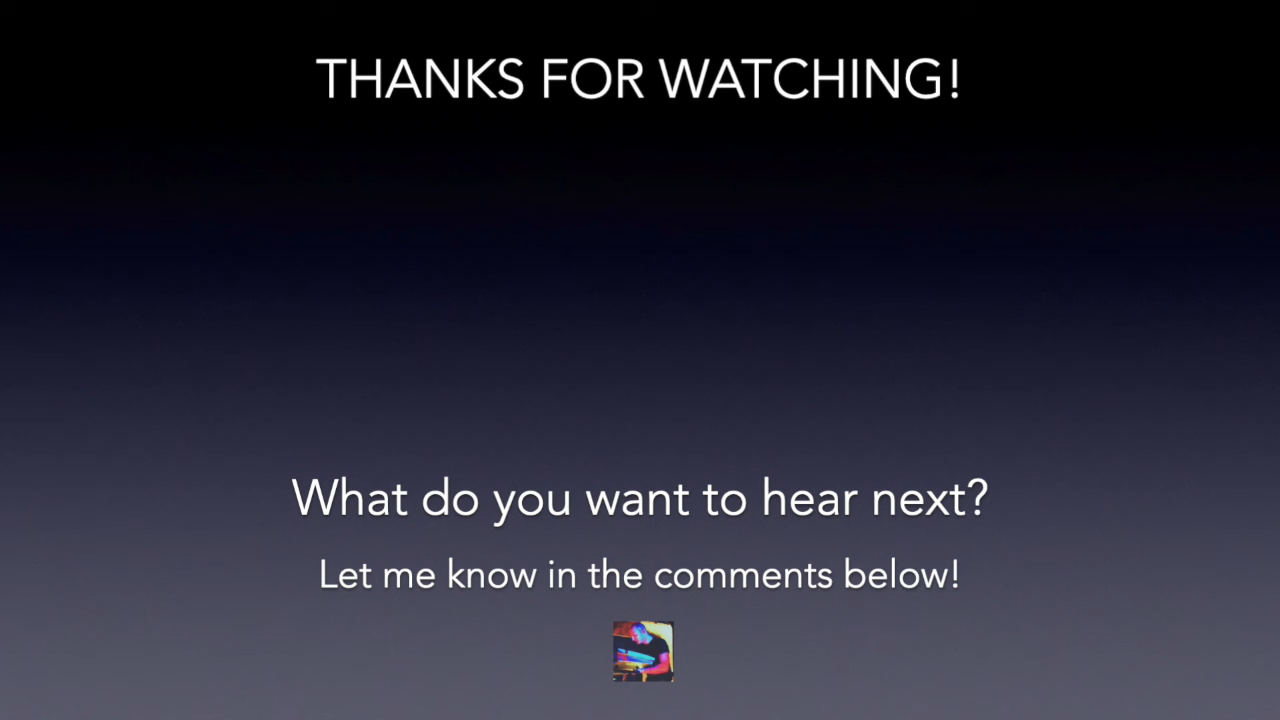 THANKS FOR WATCHING!
What do you want to hear next?
Let me know in the comments below!